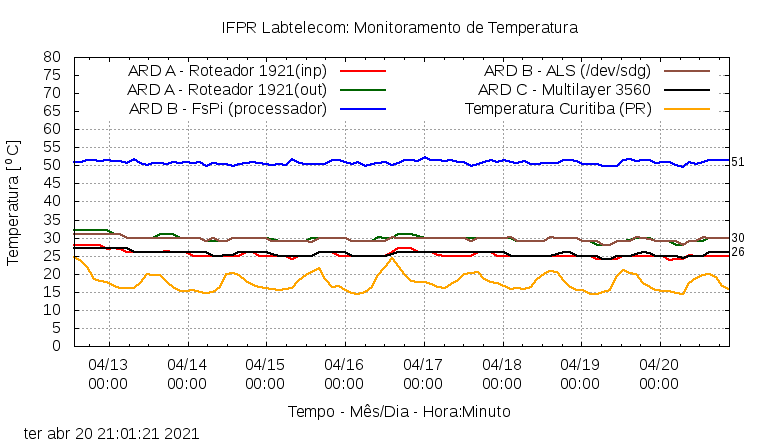 IFPR Labtelecom: Monitoramento de Temperatura
80
75
70
65
60
55
50
45
40
35
30
25
20
15
10
5
0
Temperatura [ ºC]
ARD A - Roteador 1921(inp)
ARD A - Roteador 1921(out)
ARD B - FsPi (processador)
ARD B - ALS (/dev/sdg)
ARD C - Multilayer 3560
Temperatura Curitiba (PR)
51
30
26
04/13 04/14 04/15 04/16 04/17 04/18 04/19 04/20
00:00 00:00 00:00 00:00 00:00 00:00 00:00 00:00
Tempo - Mês/Dia - Hora:Minuto
ter abr 20 21:01:21 2021